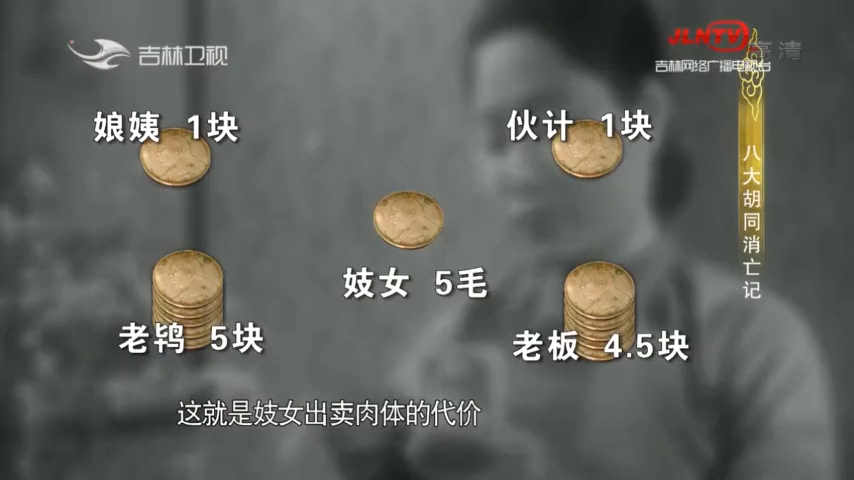 吉林卫视
JLNTV
高清
吉林网络广播电视台
娘姨 1块
伙计 1块
妓女 5毛
老鸨 5块
老板 4.5块
八大胡同消亡记
这就是妓女出卖肉体的代价